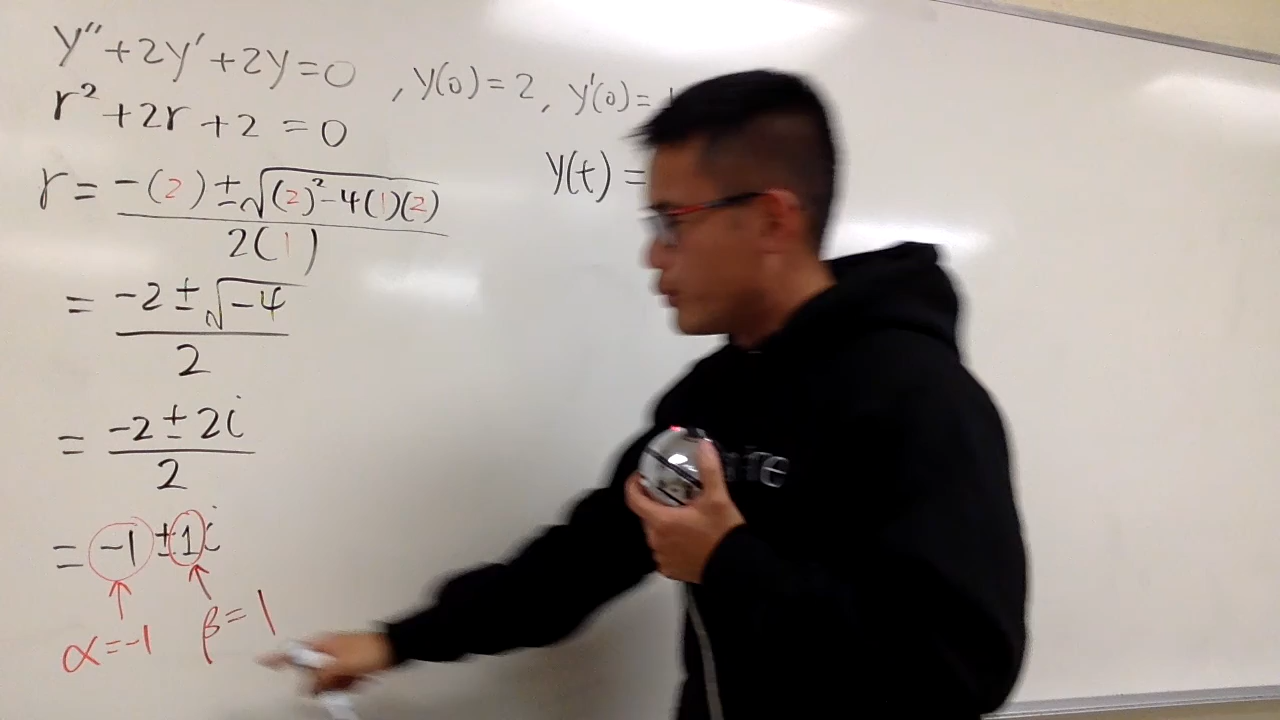 y″+2y′+2y=0 , y(0)=2, y′(0)=
r²+2r+2=0
y(t)=
r = (-(2)±√((2)²-4(1)(2)))/(2(1))
= (-2±√-4)/2
= (-2±2i)/2
= -1±1i
α=-1 β=1